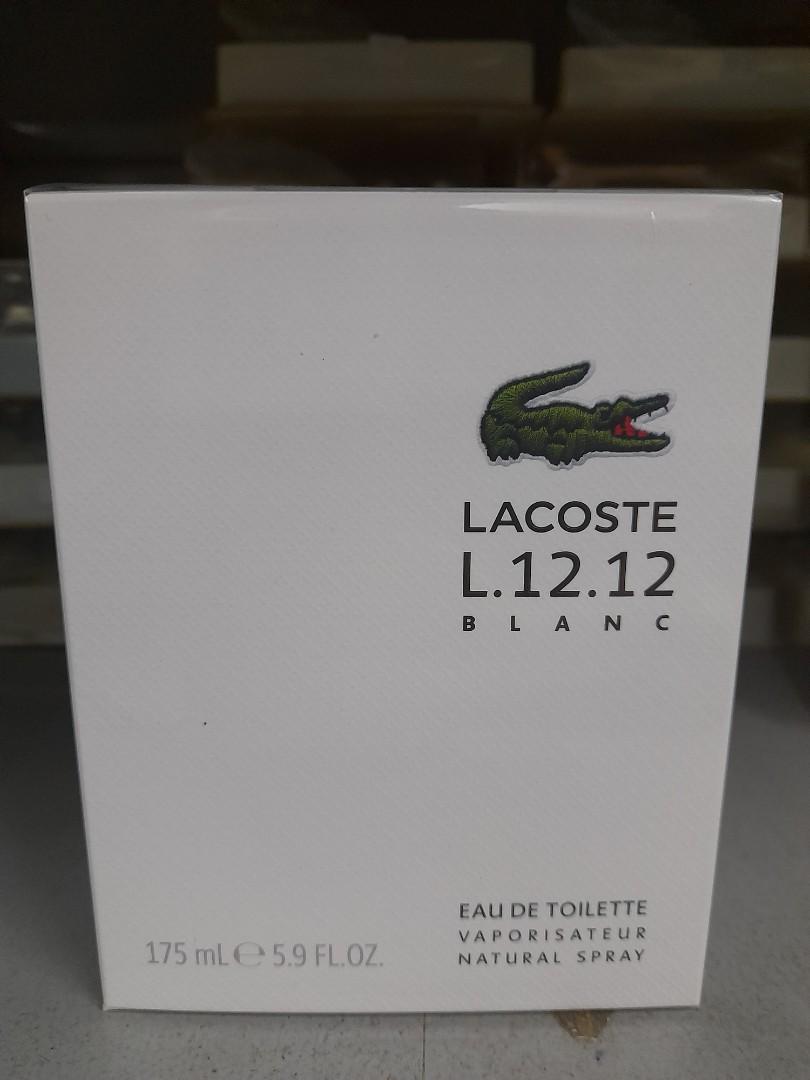 LACOSTE
L.12.12
BLANC
EAU DE TOILETTE
VAPORISATEUR
NATURAL SPRAY
175 mL ℮ 5.9 FL.OZ.